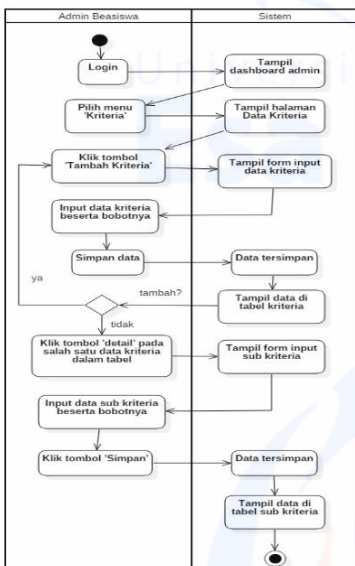 Admin Beasiswa
Sistem
Login
Tampil
dashboard admin
Pilih menu
'Kriteria'
Tampil halaman
Data Kriteria
Klik tombol
'Tambah Kriteria'
Tampil form input
data kriteria
Input data kriteria
beserta bobotnya
Simpan data
Data tersimpan
ya
tambah?
Tampil data di
tabel kriteria
tidak
Klik tombol 'detail' pada
salah satu data kriteria
dalam tabel
Tampil form input
sub kriteria
Input data sub kriteria
beserta bobotnya
Klik tombol 'Simpan'
Data tersimpan
Tampil data di
tabel sub kriteria